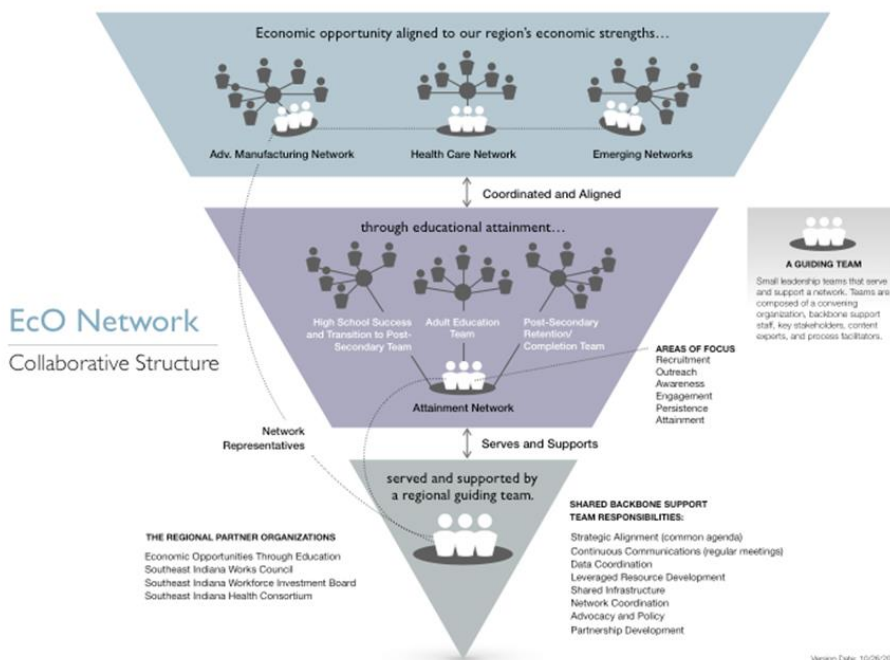 Economic opportunity aligned to our region's economic strengths...
Adv. Manufacturing Network
Health Care Network
Emerging Networks
Coordinated and Aligned
through educational attainment...
High School Success
and Transition to Post-
Secondary Team
Adult Education
Team
Post-Secondary
Retention/
Completion Team
Attainment Network
A GUIDING TEAM
Small leadership teams that serve
and support a network. Teams are
composed of a convening
organization, backbone support
staff, key stakeholders, content
experts, and process facilitators.
EcO Network
Collaborative Structure
AREAS OF FOCUS
Recruitment
Outreach
Awareness
Engagement
Persistence
Attainment
Network
Representatives
Serves and Supports
served and supported by
a regional guiding team.
THE REGIONAL PARTNER ORGANIZATIONS
Economic Opportunities Through Education
Southeast Indiana Works Council
Southeast Indiana Workforce Investment Board
Southeast Indiana Health Consortium
SHARED BACKBONE SUPPORT
TEAM RESPONSIBILITIES:
Strategic Alignment (common agenda)
Continuous Communications (regular meetings)
Data Coordination
Leveraged Resource Development
Shared Infrastructure
Network Coordination
Advocacy and Policy
Partnership Development
Version Date: